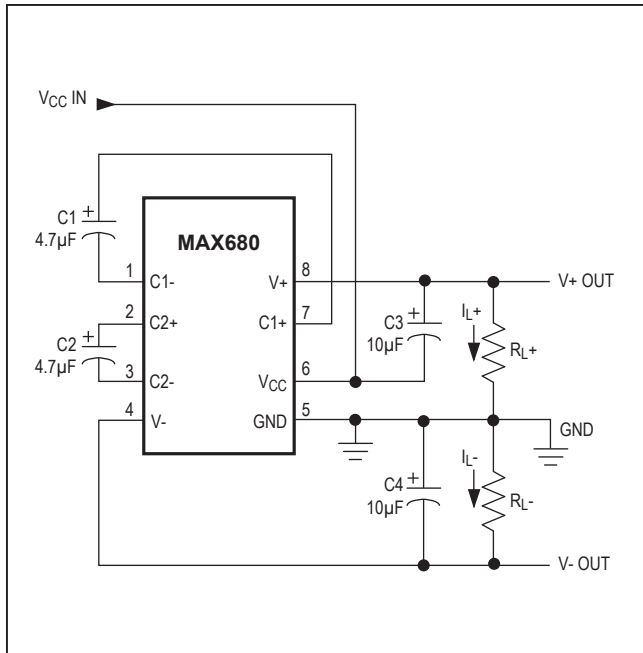 VCC IN
C1
+
4.7µF
MAX680
1
C1-
V+
8
2
C2+
C1+
7
+
C2
4.7µF
3
C2-
VCC
6
4
V-
GND
5
V+ OUT
+
C3
10µF
IL+
RL+
GND
+
C4
10µF
IL-
RL-
V- OUT